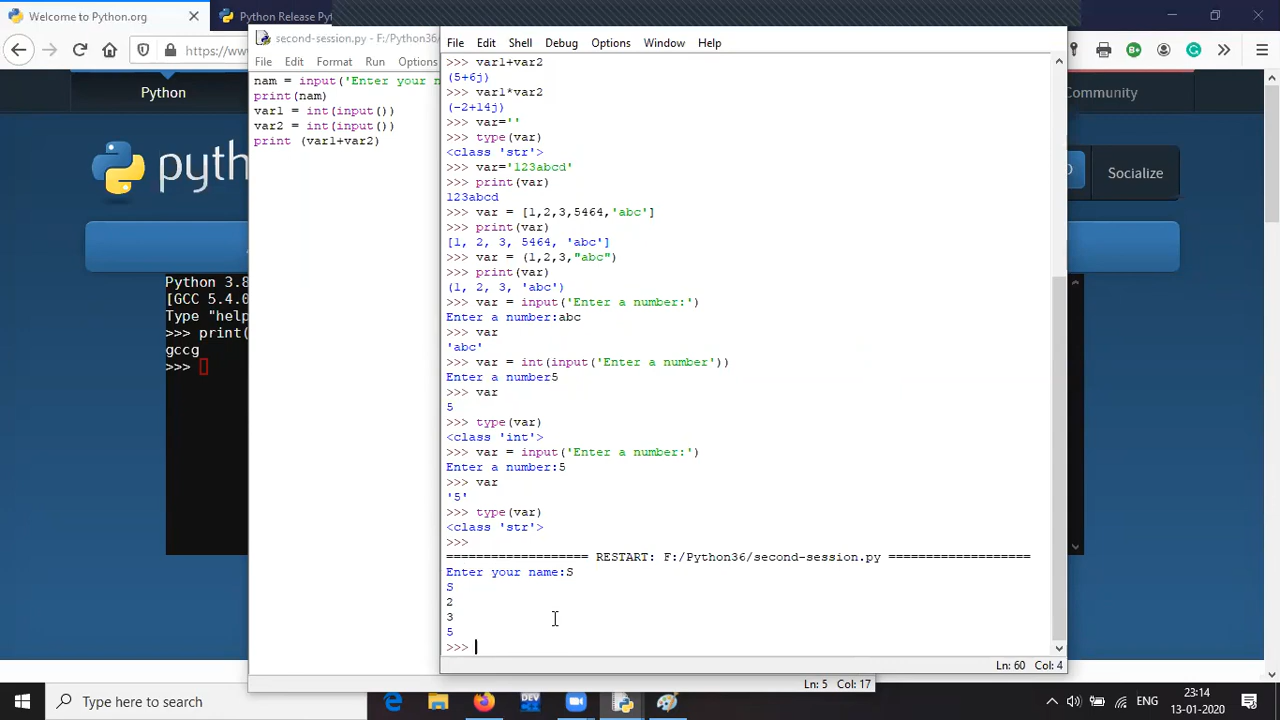 Welcome to Python.org
Python Release Pyt
https://www
Python
Community
pyth
Socialize
Python 3.8
[GCC 5.4.0
Type "help
>>> print(
gccg
>>>
second-session.py - F:/Python36/
File Edit Format Run Options
nam = input('Enter your n
print(nam)
var1 = int(input())
var2 = int(input())
print (var1+var2)
Ln: 5 Col: 17
File Edit Shell Debug Options Window Help
>>> var1+var2
(5+6j)
>>> var1*var2
(-2+14j)
>>> var=''
>>> type(var)
<class 'str'>
>>> var='123abcd'
>>> print(var)
123abcd
>>> var = [1,2,3,5464,'abc']
>>> print(var)
[1, 2, 3, 5464, 'abc']
>>> var = (1,2,3,"abc")
>>> print(var)
(1, 2, 3, 'abc')
>>> var = input('Enter a number:')
Enter a number:abc
>>> var
'abc'
>>> var = int(input('Enter a number'))
Enter a number5
>>> var
5
>>> type(var)
<class 'int'>
>>> var = input('Enter a number:')
Enter a number:5
>>> var
'5'
>>> type(var)
<class 'str'>
>>>
=================== RESTART: F:/Python36/second-session.py ===================
Enter your name:S
S
2
3
5
>>>
Ln: 60 Col: 4
Type here to search
DEV
ENG
23:14
13-01-2020